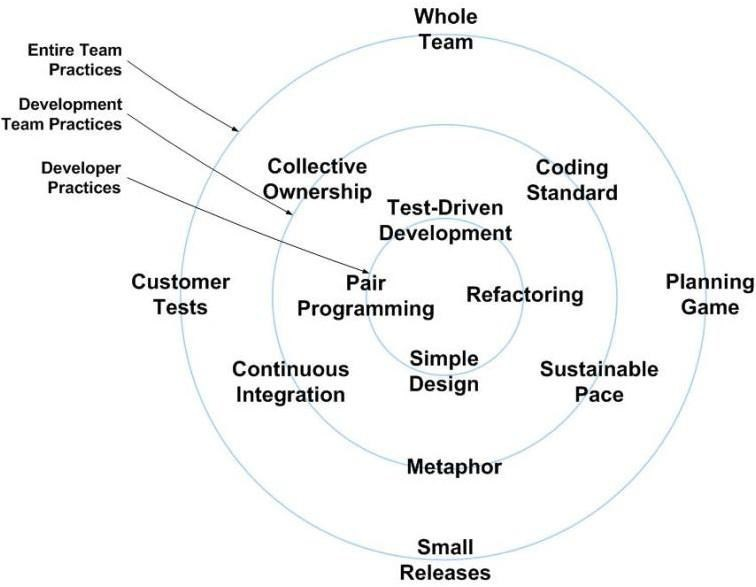 Whole
Team
Entire Team
Practices
Development
Team Practices
Developer
Practices
Collective
Ownership
Coding
Standard
Test-Driven
Development
Customer
Tests
Pair
Programming
Refactoring
Planning
Game
Continuous
Integration
Simple
Design
Sustainable
Pace
Metaphor
Small
Releases